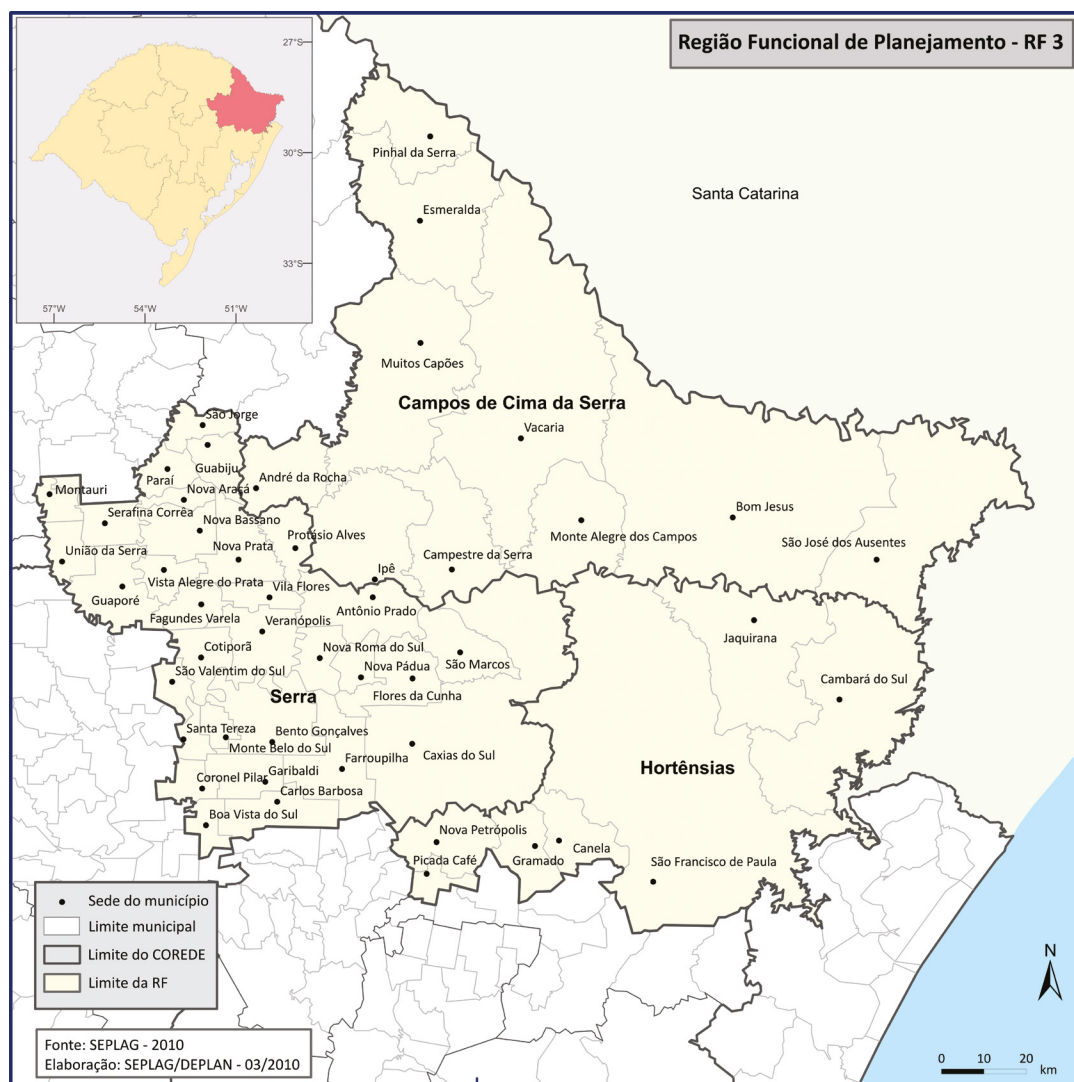 Região Funcional de Planejamento - RF 3
27°S
30°S
33°S
57°W
54°W
51°W
Santa Catarina
Pinhal da Serra
Esmeralda
Muitos Capões
Campos de Cima da Serra
Vacaria
São Jorge
Guabiju
Paraí
André da Rocha
Montauri
Nova Araçá
Serafina Corrêa
Nova Bassano
Bom Jesus
Monte Alegre dos Campos
Protásio Alves
União da Serra
Nova Prata
Campestre da Serra
São José dos Ausentes
Ipê
Vista Alegre do Prata
Vila Flores
Guaporé
Antônio Prado
Fagundes Varela
Veranópolis
Jaquirana
Cotiporã
Nova Roma do Sul
São Marcos
Nova Pádua
São Valentim do Sul
Cambará do Sul
Serra
Flores da Cunha
Santa Tereza
Bento Gonçalves
Monte Belo do Sul
Caxias do Sul
Farroupilha
Hortênsias
Coronel Pilar
Garibaldi
Carlos Barbosa
Boa Vista do Sul
Nova Petrópolis
Canela
Picada Café
Gramado
São Francisco de Paula
Sede do município
Limite municipal
Limite do COREDE
Limite da RF
N
Fonte: SEPLAG - 2010
Elaboração: SEPLAG/DEPLAN - 03/2010
0 10 20
km